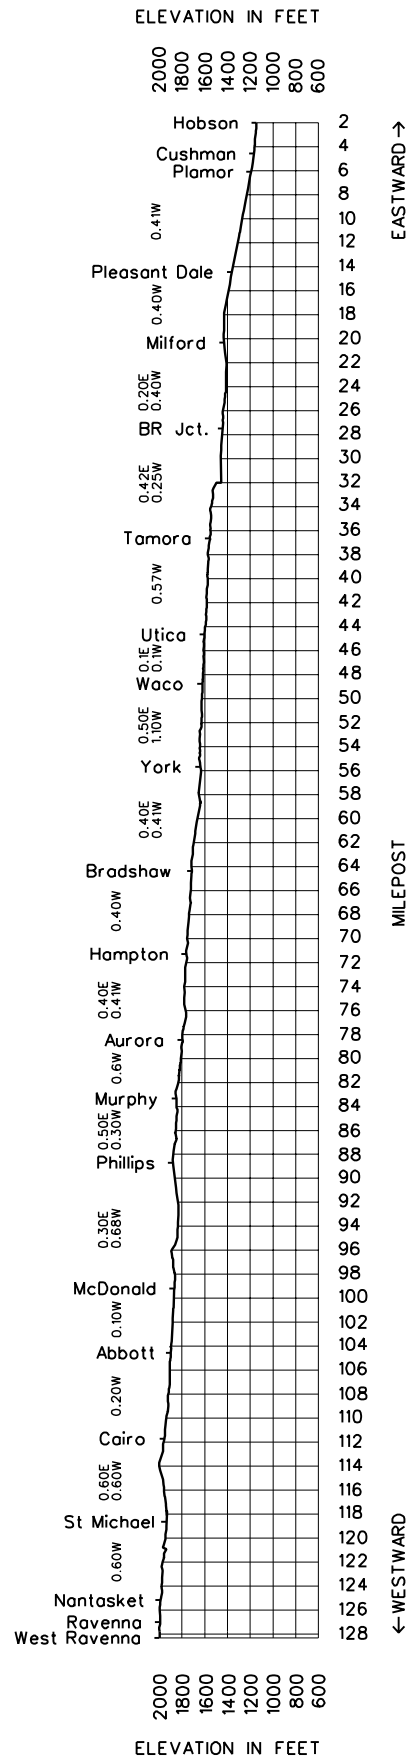 ELEVATION IN FEET
2000 1800 1600 1400 1200 1000 800 600
Hobson 2
4
Cushman
Plamor 6
8
0.41W 10
12
Pleasant Dale 14
0.40W 16
18
Milford 20
22
0.20E 0.40W 24
26
BR Jct. 28
30
0.42E 0.25W 32
34
36
Tamora 38
0.57W 40
42
44
Utica
0.1E 0.1W 46
48
Waco
50
0.50E 1.10W 52
54
York 56
58
0.40E 0.41W 60
62
64
Bradshaw
66
0.40W 68
70
Hampton 72
74
0.40E 0.41W 76
78
Aurora
0.6W 80
82
Murphy 84
0.50E 0.30W 86
88
Phillips
90
92
0.30E 0.68W 94
96
98
McDonald
100
0.10W 102
104
Abbott
106
0.20W 108
110
Cairo 112
114
0.60E 0.60W 116
118
St Michael
120
0.60W 122
124
Nantasket
126
Ravenna
West Ravenna 128
EASTWARD →
MILEPOST
← WESTWARD
2000 1800 1600 1400 1200 1000 800 600
ELEVATION IN FEET